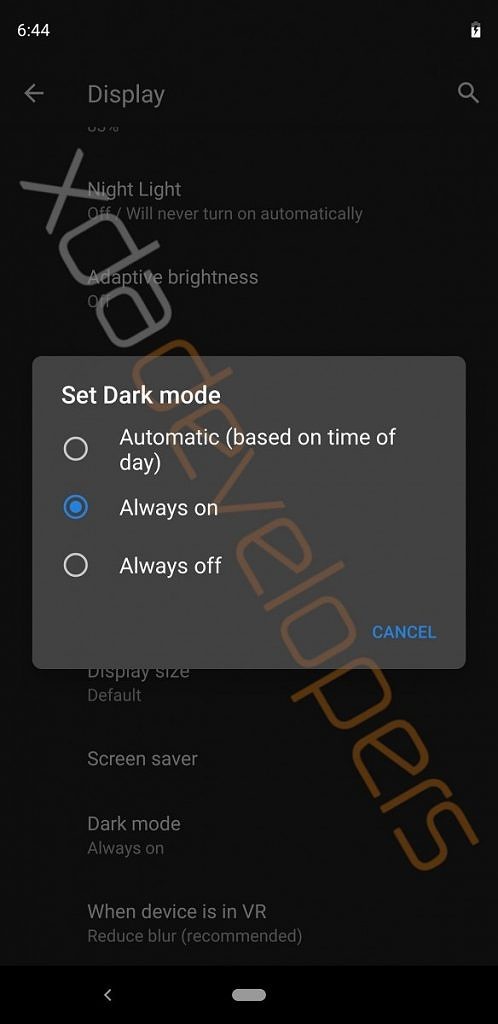 6:44
Display
85%
Night Light
Off / Will never turn on automatically
Adaptive brightness
Off
Set Dark mode
Automatic (based on time of
day)
Always on
Always off
CANCEL
Display size
Default
Screen saver
Dark mode
Always on
When device is in VR
Reduce blur (recommended)
xdadevelopers